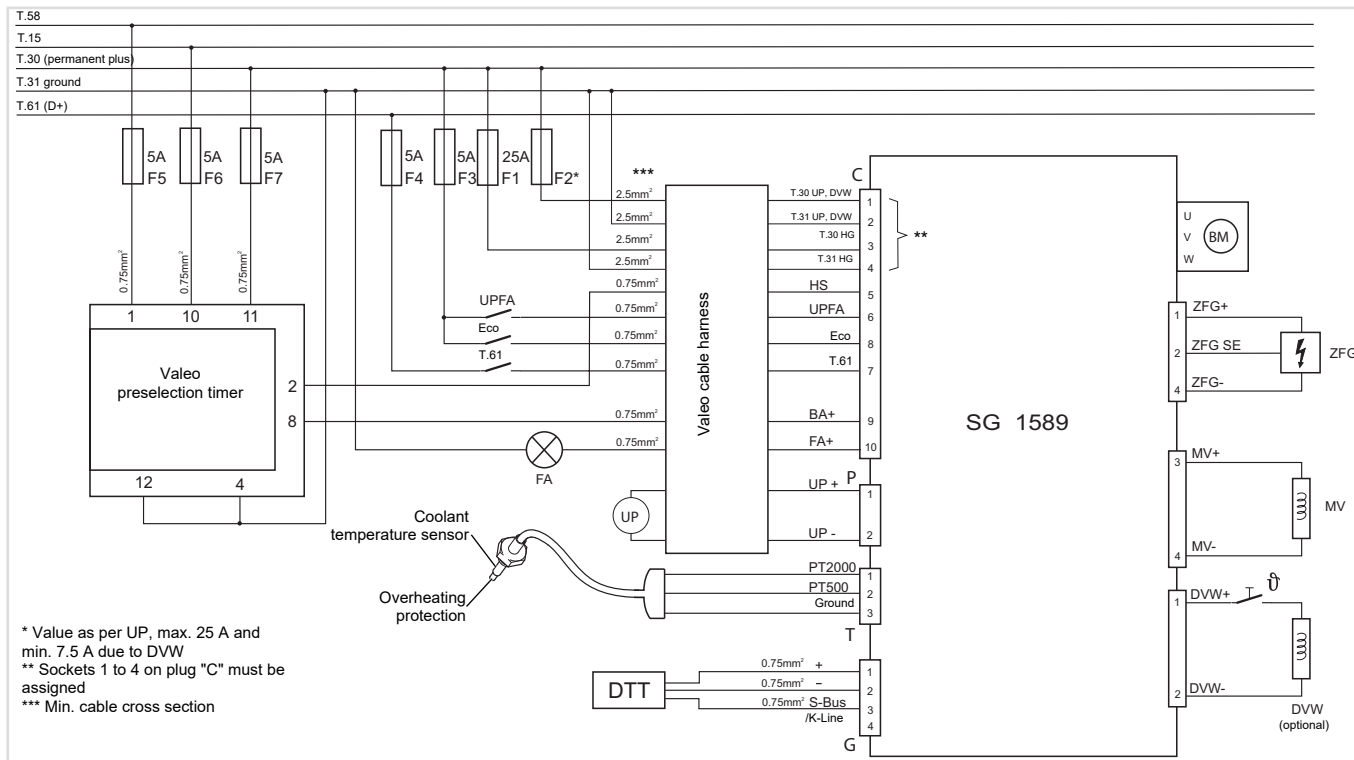 T.58
T.15
T.30 (permanent plus)
T.31 ground
T.61 (D+)
5A
F5
5A
F6
5A
F7
5A
F4
5A
F3
25A
F1
F2*
***
0.75mm²
0.75mm²
0.75mm²
1
10
11
Valeo
preselection timer
2
8
12
4
2.5mm²
2.5mm²
2.5mm²
2.5mm²
0.75mm²
UPFA
0.75mm²
Eco
0.75mm²
T.61
0.75mm²
0.75mm²
0.75mm²
FA
UP
Valeo cable harness
C
T.30 UP, DVW
1
T.31 UP, DVW
2
T.30 HG
3
T.31 HG
4
**
HS
5
UPFA
6
Eco
8
T.61
7
BA+
9
FA+
10
P
UP +
1
UP -
2
Coolant
temperature sensor
Overheating
protection
PT2000
1
PT500
2
Ground
3
T
DTT
0.75mm² +
1
0.75mm² –
2
0.75mm² S-Bus
/K-Line
3
4
G
SG 1589
U
V
W
BM
1
ZFG+
2
ZFG SE
4
ZFG-
ZFG
3
MV+
4
MV-
MV
1
DVW+
ϑ
2
DVW-
DVW
(optional)
* Value as per UP, max. 25 A and
min. 7.5 A due to DVW
** Sockets 1 to 4 on plug "C" must be
assigned
*** Min. cable cross section